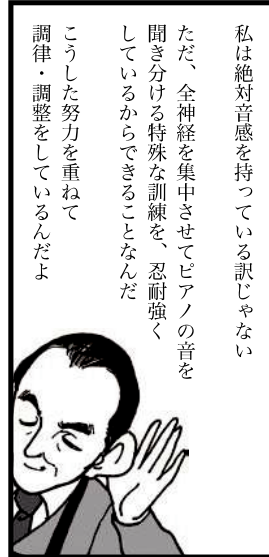 私は絶対音感を持っている訳じゃない
ただ、全神経を集中させてピアノの音を
聞き分ける特殊な訓練を、忍耐強く
しているからできることなんだ
こうした努力を重ねて
調律・調整をしているんだよ